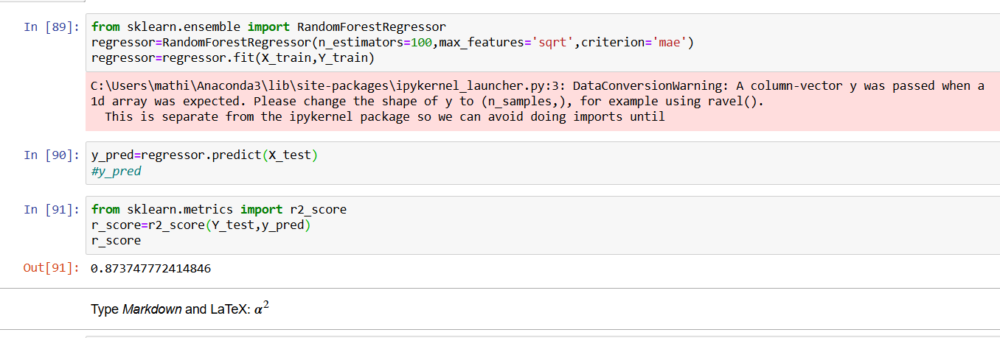 In [89]: from sklearn.ensemble import RandomForestRegressor
regressor=RandomForestRegressor(n_estimators=100,max_features='sqrt',criterion='mae')
regressor=regressor.fit(X_train,Y_train)
C:\Users\mathi\Anaconda3\lib\site-packages\ipykernel_launcher.py:3: DataConversionWarning: A column-vector y was passed when a
1d array was expected. Please change the shape of y to (n_samples,), for example using ravel().
  This is separate from the ipykernel package so we can avoid doing imports until
In [90]: y_pred=regressor.predict(X_test)
#y_pred
In [91]: from sklearn.metrics import r2_score
r_score=r2_score(Y_test,y_pred)
r_score
Out[91]: 0.873747772414846
Type Markdown and LaTeX: α²